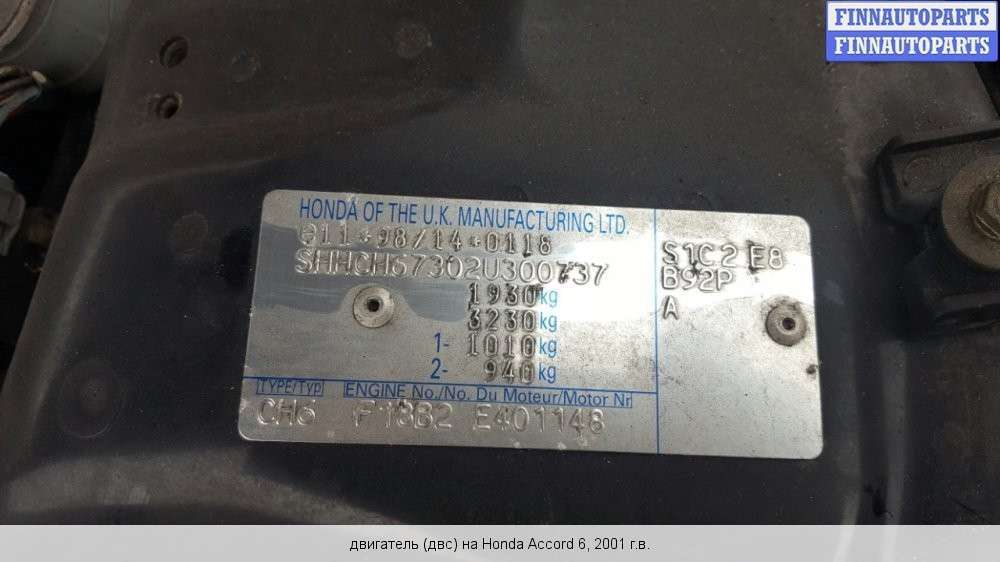 FINNAUTOPARTS
FINNAUTOPARTS
HONDA OF THE U.K. MANUFACTURING LTD.
e11*98/14*0118
SHHCH67302U300737
1930kg
3230kg
1- 1010kg
2- 940kg
TYPE/TYP ENGINE No./No. Du Moteur/Motor Nr
CH6 F18B2 E401148
S1C2 E8
B92P
A
двигатель (двс) на Honda Accord 6, 2001 г.в.